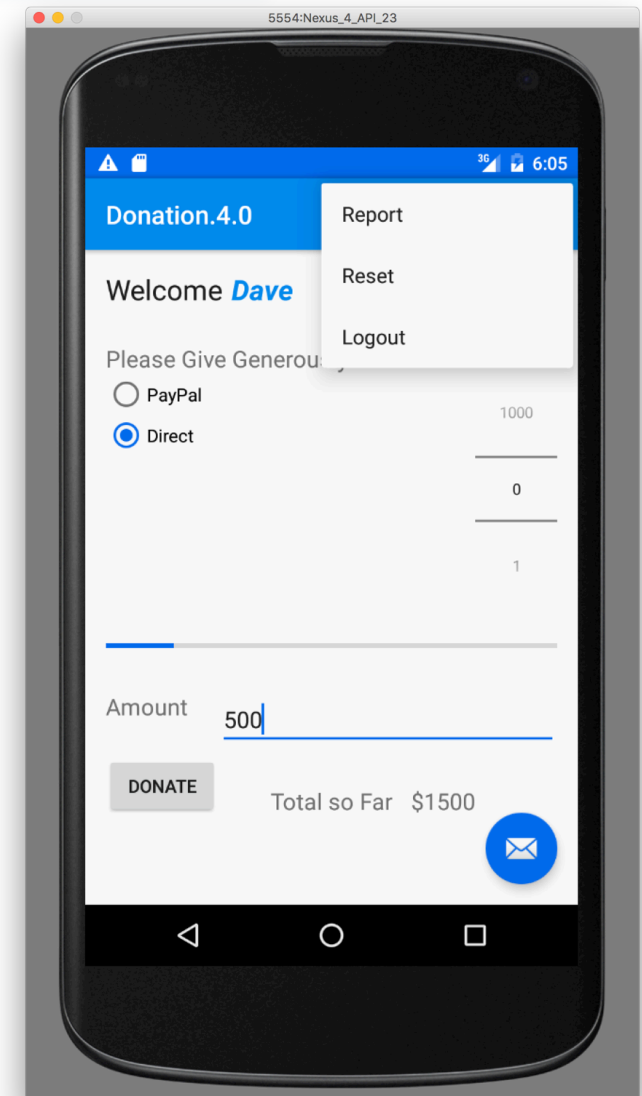 5554:Nexus_4_API_23
3G 6:05
Donation.4.0
Report
Reset
Logout
Welcome Dave
Please Give
PayPal
Direct
1000
0
1
Amount
500
DONATE
Total so Far $1500